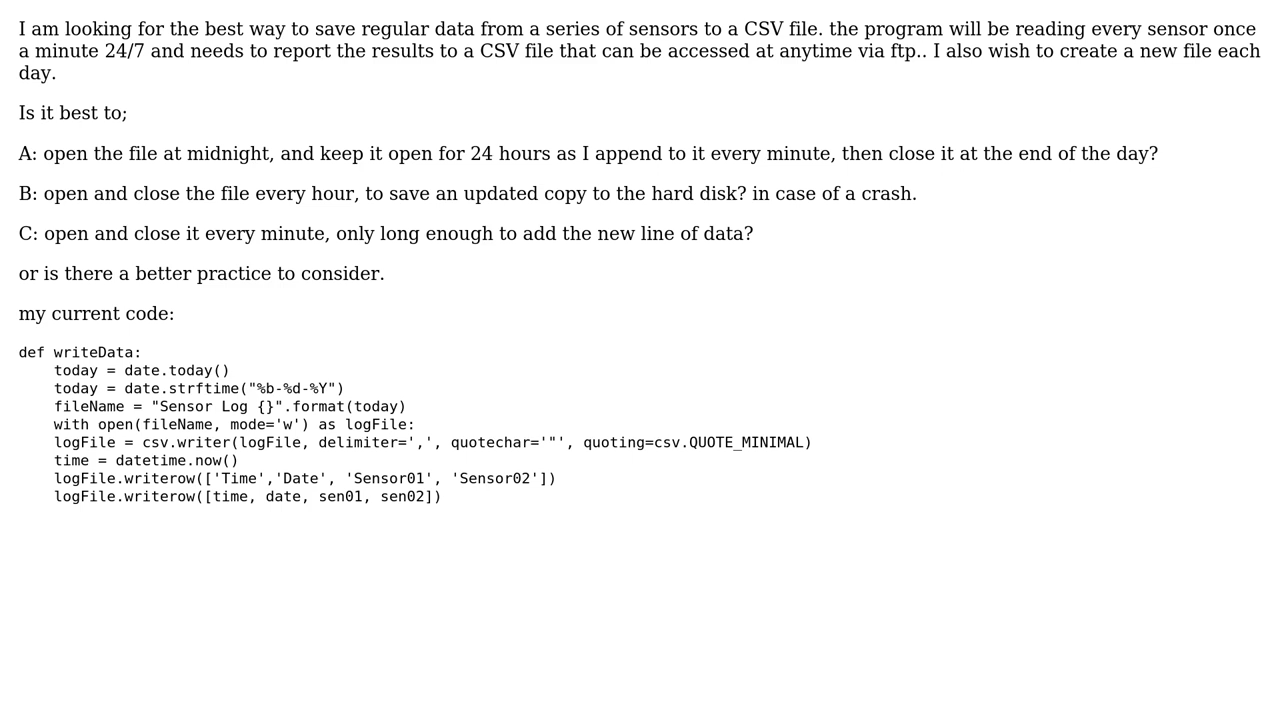 I am looking for the best way to save regular data from a series of sensors to a CSV file. the program will be reading every sensor once
a minute 24/7 and needs to report the results to a CSV file that can be accessed at anytime via ftp.. I also wish to create a new file each
day.
Is it best to;
A: open the file at midnight, and keep it open for 24 hours as I append to it every minute, then close it at the end of the day?
B: open and close the file every hour, to save an updated copy to the hard disk? in case of a crash.
C: open and close it every minute, only long enough to add the new line of data?
or is there a better practice to consider.
my current code:
def writeData:
    today = date.today()
    today = date.strftime("%b-%d-%Y")
    fileName = "Sensor Log {}".format(today)
    with open(fileName, mode='w') as logFile:
    logFile = csv.writer(logFile, delimiter=',', quotechar='"', quoting=csv.QUOTE_MINIMAL)
    time = datetime.now()
    logFile.writerow(['Time','Date', 'Sensor01', 'Sensor02'])
    logFile.writerow([time, date, sen01, sen02])